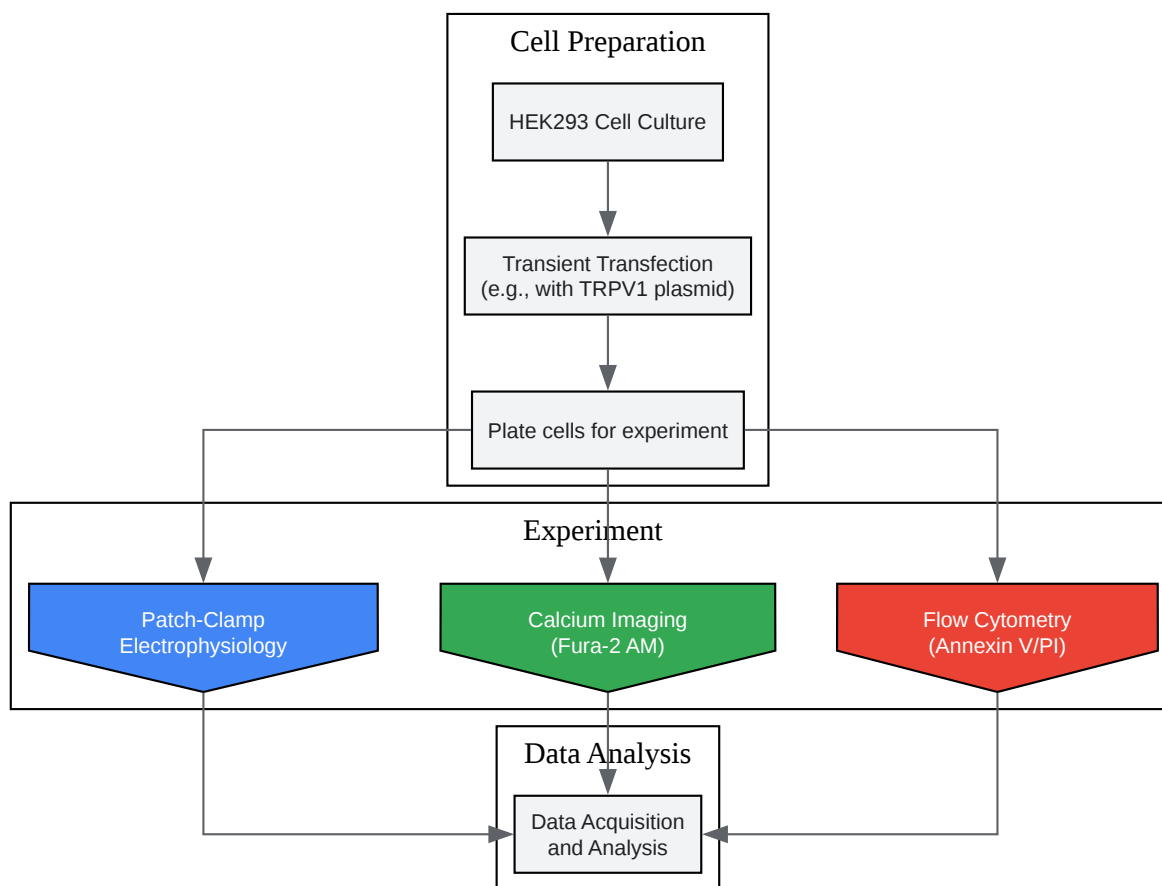 Cell Preparation
HEK293 Cell Culture
Transient Transfection
(e.g., with TRPV1 plasmid)
Plate cells for experiment
Experiment
Patch-Clamp
Electrophysiology
Calcium Imaging
(Fura-2 AM)
Flow Cytometry
(Annexin V/PI)
Data Analysis
Data Acquisition
and Analysis